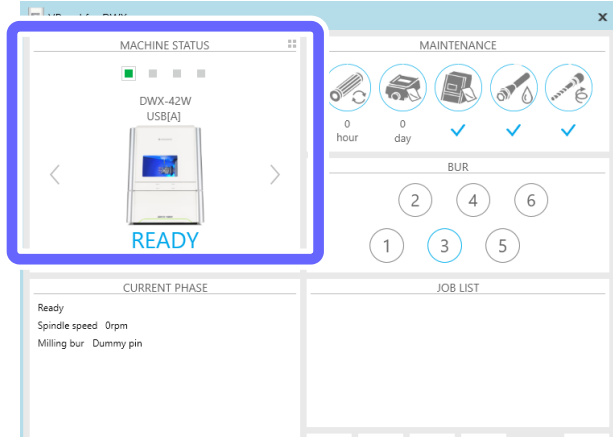 MACHINE STATUS
DWX-42W
USB[A]
READY
MAINTENANCE
0
hour
0
day
BUR
2
4
6
1
3
5
CURRENT PHASE
Ready
Spindle speed 0rpm
Milling bur Dummy pin
JOB LIST